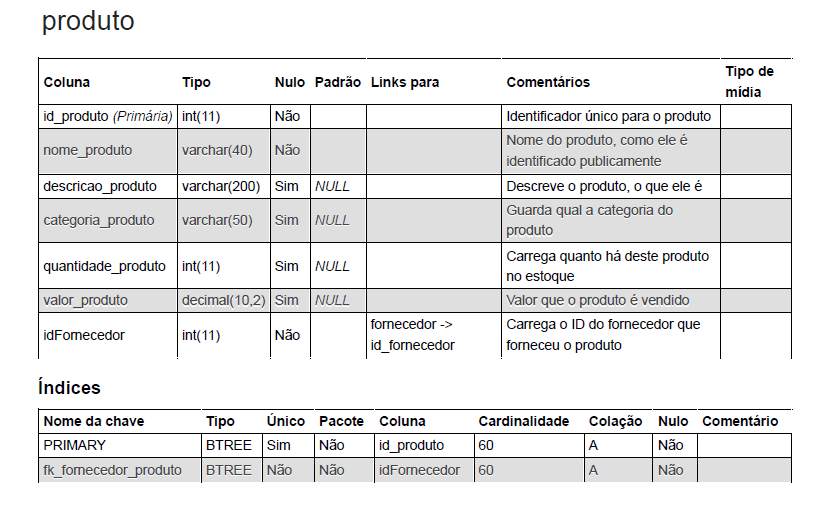 produto
Coluna Tipo Nulo Padrão Links para Comentários Tipo de mídia
id_produto (Primária) int(11) Não Identificador único para o produto
nome_produto varchar(40) Não Nome do produto, como ele é identificado publicamente
descricao_produto varchar(200) Sim NULL Descreve o produto, o que ele é
categoria_produto varchar(50) Sim NULL Guarda qual a categoria do produto
quantidade_produto int(11) Sim NULL Carrega quanto há deste produto no estoque
valor_produto decimal(10,2) Sim NULL Valor que o produto é vendido
idFornecedor int(11) Não fornecedor -> id_fornecedor Carrega o ID do fornecedor que forneceu o produto
Índices
Nome da chave Tipo Único Pacote Coluna Cardinalidade Colação Nulo Comentário
PRIMARY BTREE Sim Não id_produto 60 A Não
fk_fornecedor_produto BTREE Não Não idFornecedor 60 A Não